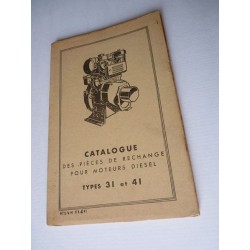 CATALOGUE
DES PIÈCES DE RECHANGE
POUR MOTEURS DIESEL
TYPES 31 et 41